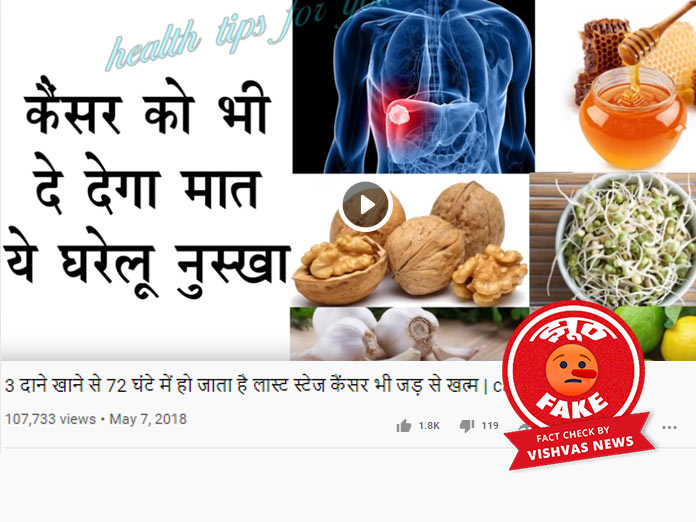 health tips for you
कैंसर को भी
दे देगा मात
ये घरेलू नुस्खा
3 दाने खाने से 72 घंटे में हो जाता है लास्ट स्टेज कैंसर भी जड़ से खत्म |
107,733 views • May 7, 2018
1.8K
119
झूठ
FAKE
FACT CHECK BY
VISHVAS NEWS